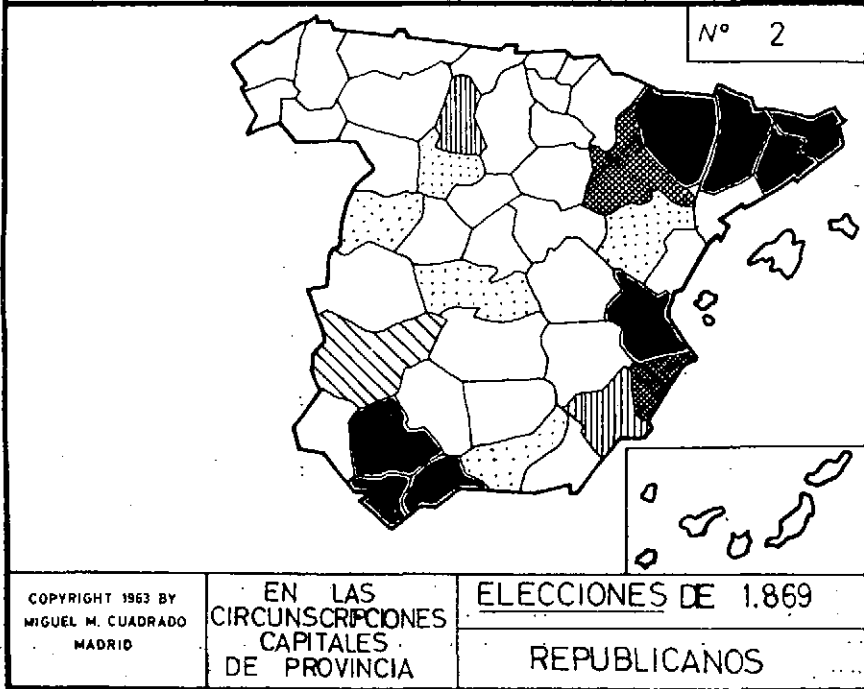 Nº 2
COPYRIGHT 1963 BY
MIGUEL M. CUADRADO
MADRID
EN LAS
CIRCUNSCRIPCIONES
CAPITALES
DE PROVINCIA
ELECCIONES DE 1.869
REPUBLICANOS